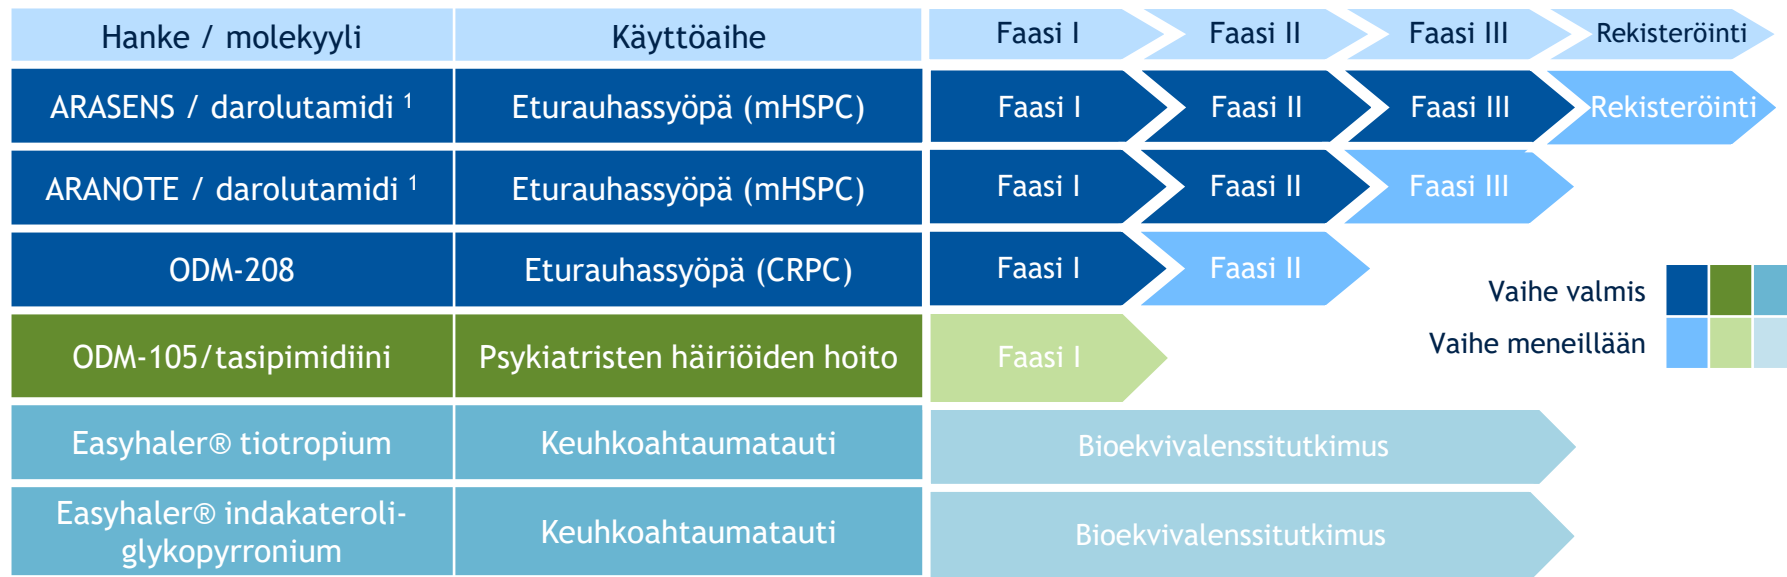 Hanke / molekyyli Käyttöaihe Faasi I Faasi II Faasi III Rekisteröinti
ARASENS / darolutamidi ¹ Eturauhassyöpä (mHSPC) Faasi I Faasi II Faasi III Rekisteröinti
ARANOTE / darolutamidi ¹ Eturauhassyöpä (mHSPC) Faasi I Faasi II Faasi III
ODM-208 Eturauhassyöpä (CRPC) Faasi I Faasi II
Vaihe valmis
Vaihe meneillään
ODM-105/tasipimidiini Psykiatristen häiriöiden hoito Faasi I
Easyhaler® tiotropium Keuhkoahtaumatauti Bioekvivalenssitutkimus
Easyhaler® indakateroli-
glykopyrronium Keuhkoahtaumatauti Bioekvivalenssitutkimus